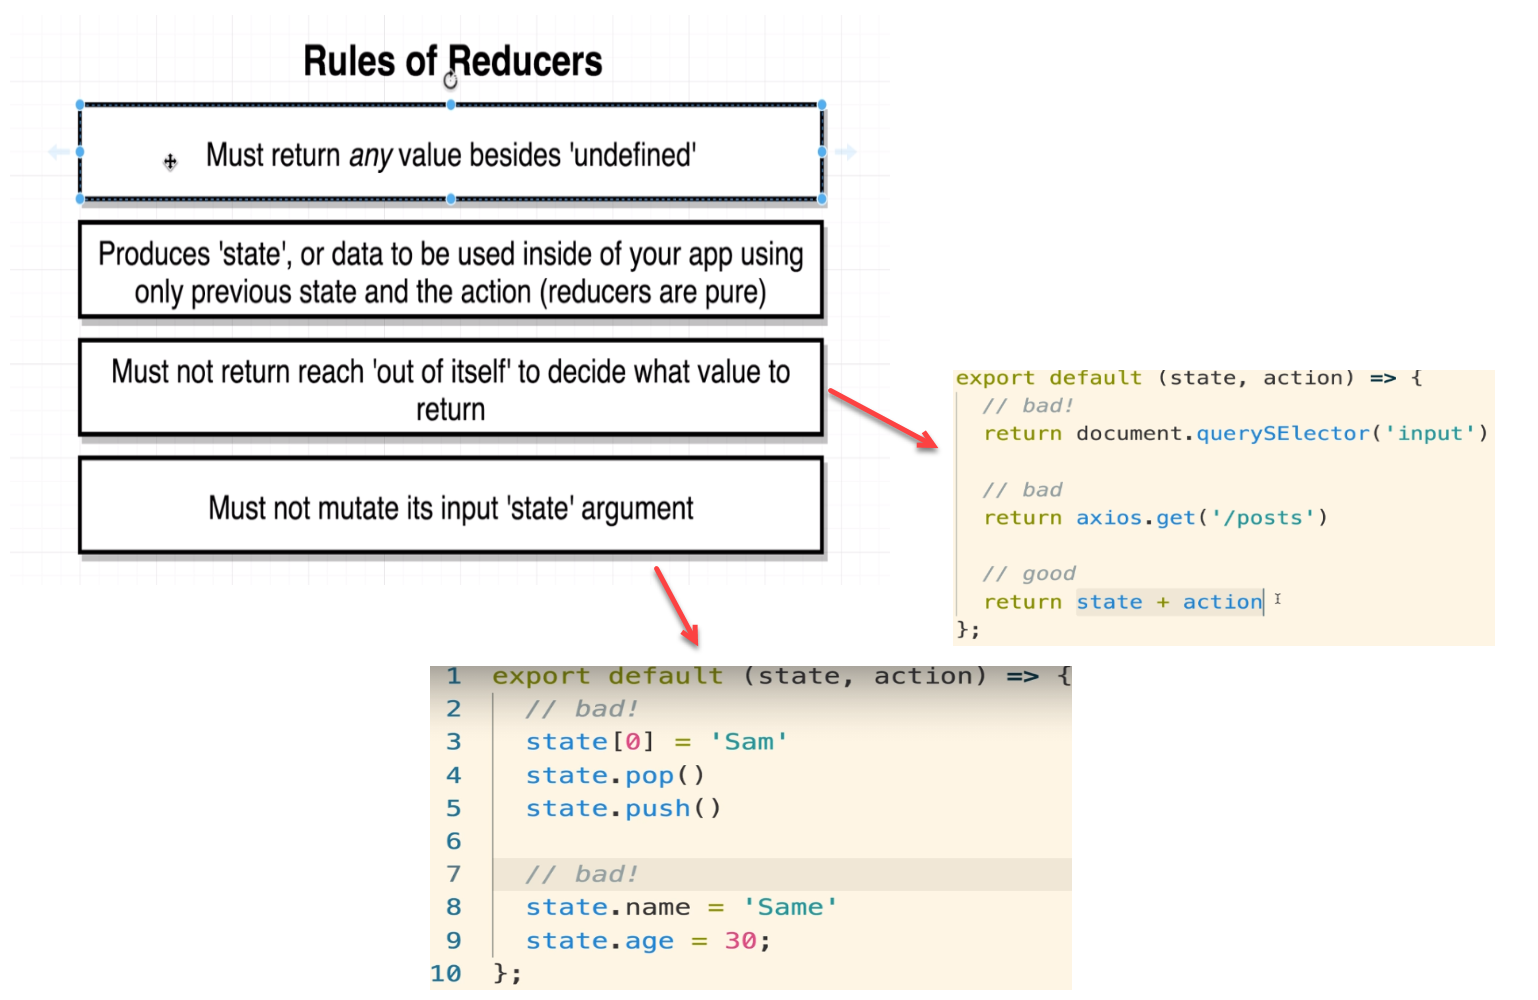 Rules of Reducers
Must return any value besides 'undefined'
Produces 'state', or data to be used inside of your app using
only previous state and the action (reducers are pure)
Must not return reach 'out of itself' to decide what value to
return
Must not mutate its input 'state' argument
export default (state, action) => {
// bad!
return document.querySElector('input')
// bad
return axios.get('/posts')
// good
return state + action
};
1 export default (state, action) => {
2 // bad!
3 state[0] = 'Sam'
4 state.pop()
5 state.push()
6
7 // bad!
8 state.name = 'Same'
9 state.age = 30;
10 };